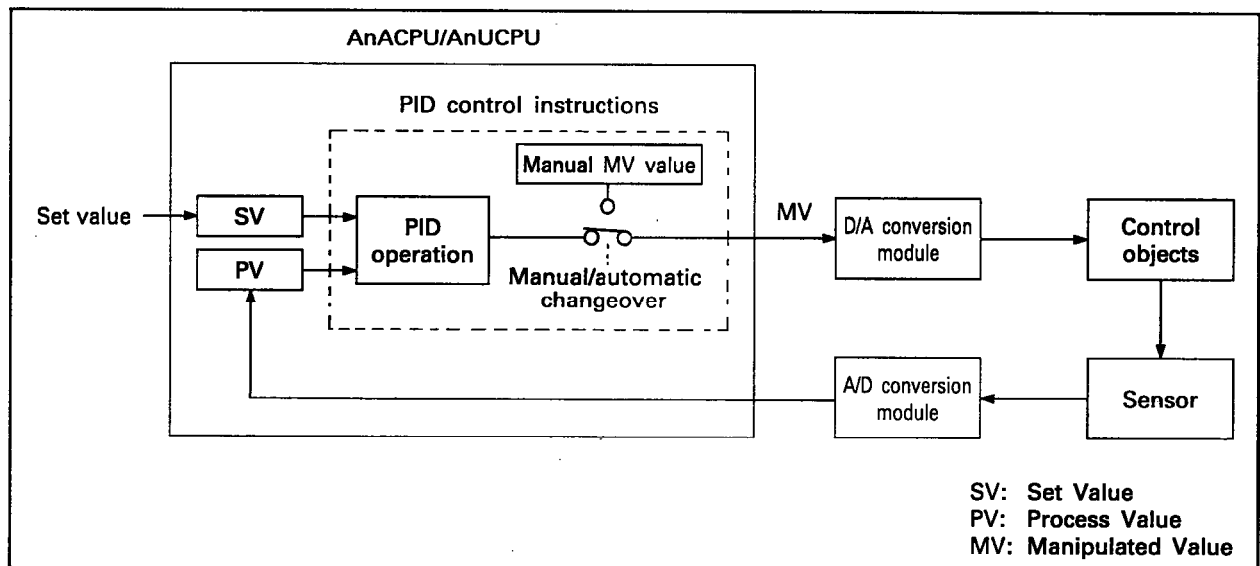 AnACPU/AnUCPU
PID control instructions
Manual MV value
Set value
SV
PV
PID
operation
Manual/automatic
changeover
MV
D/A conversion
module
Control
objects
A/D conversion
module
Sensor
SV: Set Value
PV: Process Value
MV: Manipulated Value